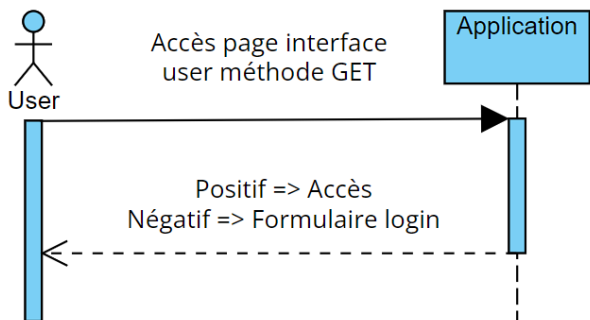 Application
Accès page interface
user méthode GET
User
Positif => Accès
Négatif => Formulaire login